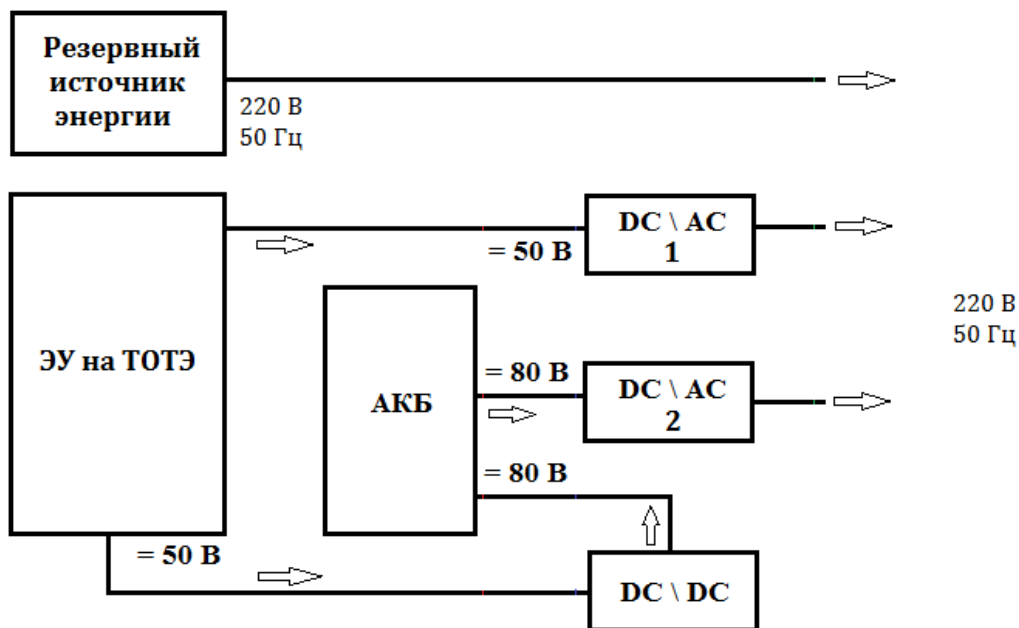 Резервный
источник
энергии
220 В
50 Гц
= 50 В
DC \ AC
1
220 В
50 Гц
ЭУ на ТОТЭ
АКБ
= 80 В
DC \ AC
2
= 80 В
= 50 В
DC \ DC